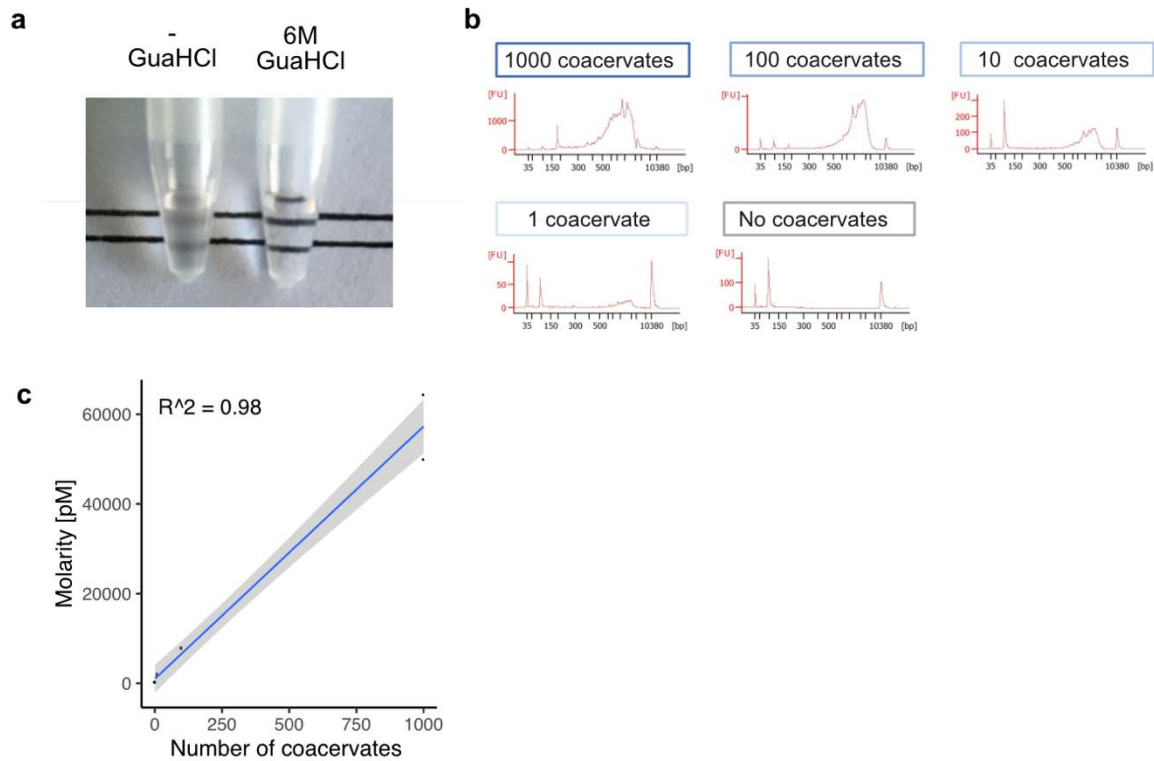 a
-
GuaHCl
6M
GuaHCl
b
1000 coacervates
[FU]
1000
0
35 150 300 500 10380 [bp]
100 coacervates
[FU]
0
35 150 300 500 10380 [bp]
10 coacervates
[FU]
300
200
100
0
35 150 300 500 10380 [bp]
1 coacervate
[FU]
50
0
35 150 300 500 10380 [bp]
No coacervates
[FU]
100
0
35 150 300 500 10380 [bp]
c
R^2 = 0.98
Molarity [pM]
60000
40000
20000
0
0 250 500 750 1000
Number of coacervates